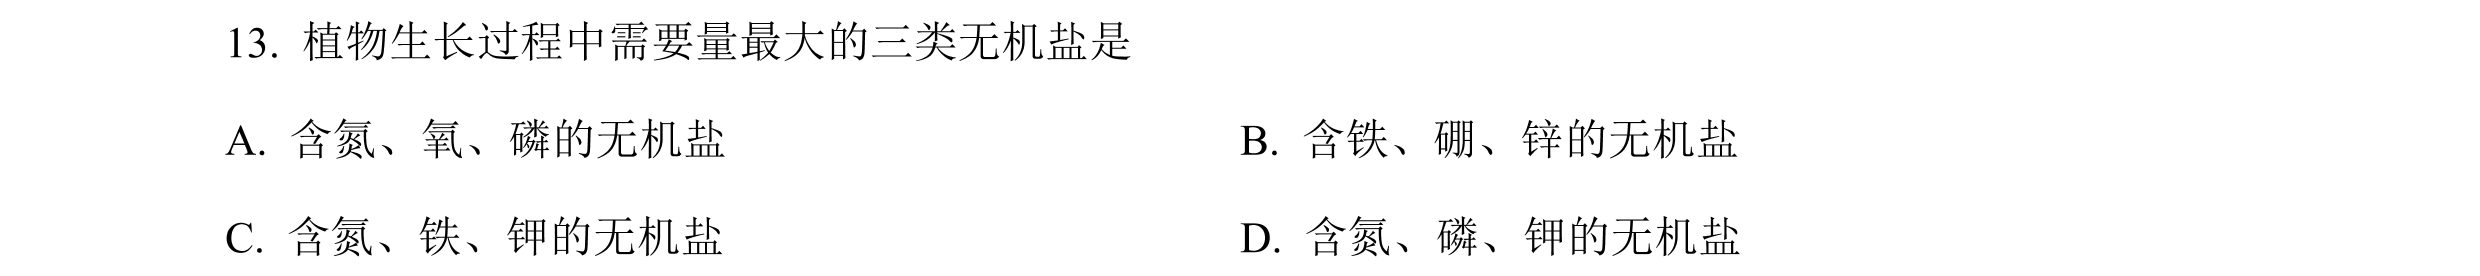 13. 植物生长过程中需要量最大的三类无机盐是
A. 含氮、氧、磷的无机盐 B. 含铁、硼、锌的无机盐
C. 含氮、铁、钾的无机盐 D. 含氮、磷、钾的无机盐